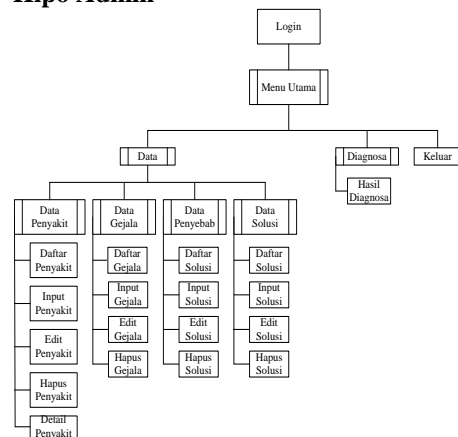 Hipo Admin
Login
Menu Utama
Data
Diagnosa
Keluar
Hasil
Diagnosa
Data
Penyakit
Data
Gejala
Data
Penyebab
Data
Solusi
Daftar
Penyakit
Input
Penyakit
Edit
Penyakit
Hapus
Penyakit
Detail
Penyakit
Daftar
Gejala
Input
Gejala
Edit
Gejala
Hapus
Gejala
Daftar
Solusi
Input
Solusi
Edit
Solusi
Hapus
Solusi
Daftar
Solusi
Input
Solusi
Edit
Solusi
Hapus
Solusi